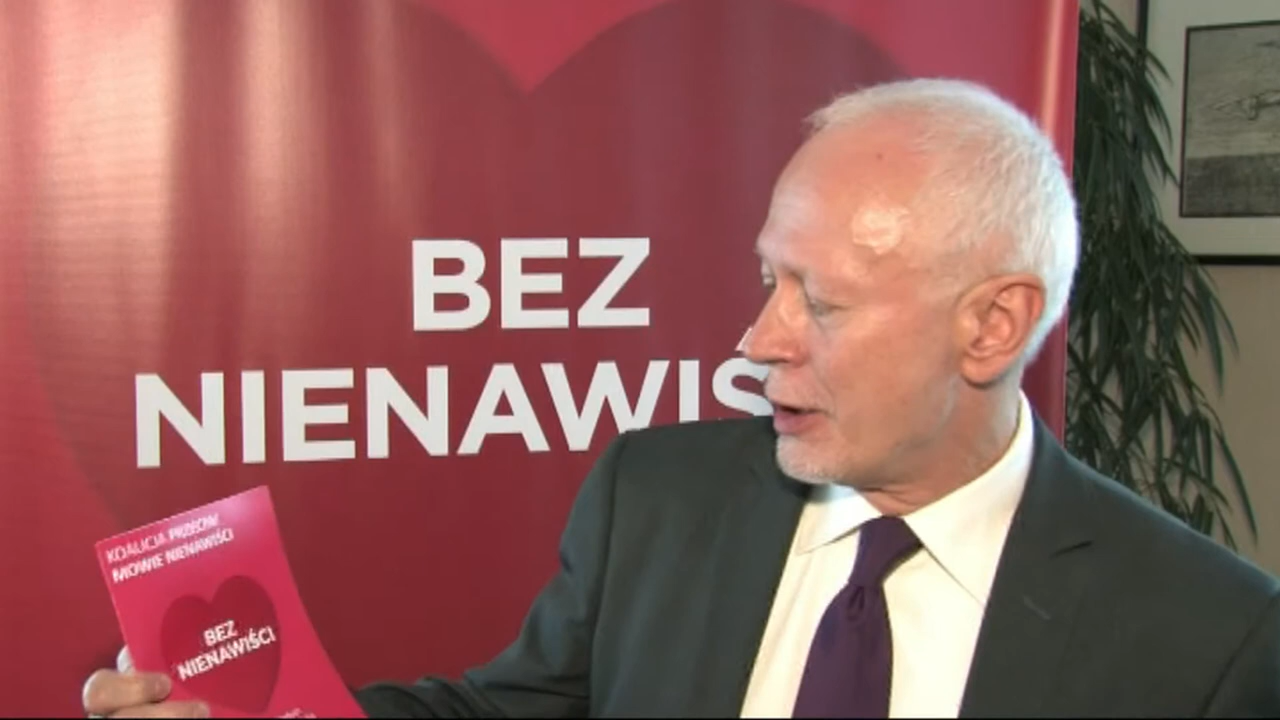 BEZ
NIENAWIŚ
KOALICJA PRZECIW
MOWIE NIENAWIŚCI
BEZ
NIENAWIŚCI